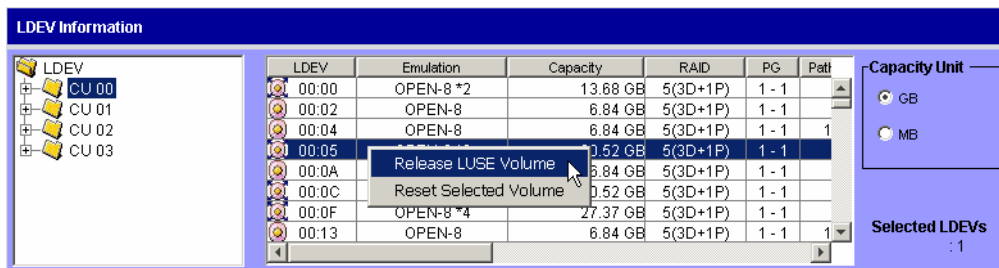 LDEV Information
LDEV
CU 00
CU 01
CU 02
CU 03
LDEV Emulation Capacity RAID PG Path
00:00 OPEN-8 *2 13.68 GB 5(3D+1P) 1 - 1
00:02 OPEN-8 6.84 GB 5(3D+1P) 1 - 1
00:04 OPEN-8 6.84 GB 5(3D+1P) 1 - 1 1
00:05 GB 5(3D+1P) 1 - 1
00:0A GB 5(3D+1P) 1 - 1
00:0C GB 5(3D+1P) 1 - 1
00:0F OPEN-8 *4 27.37 GB 5(3D+1P) 1 - 1
00:13 OPEN-8 6.84 GB 5(3D+1P) 1 - 1 1
Release LUSE Volume
Reset Selected Volume
Capacity Unit
GB
MB
Selected LDEVs
: 1